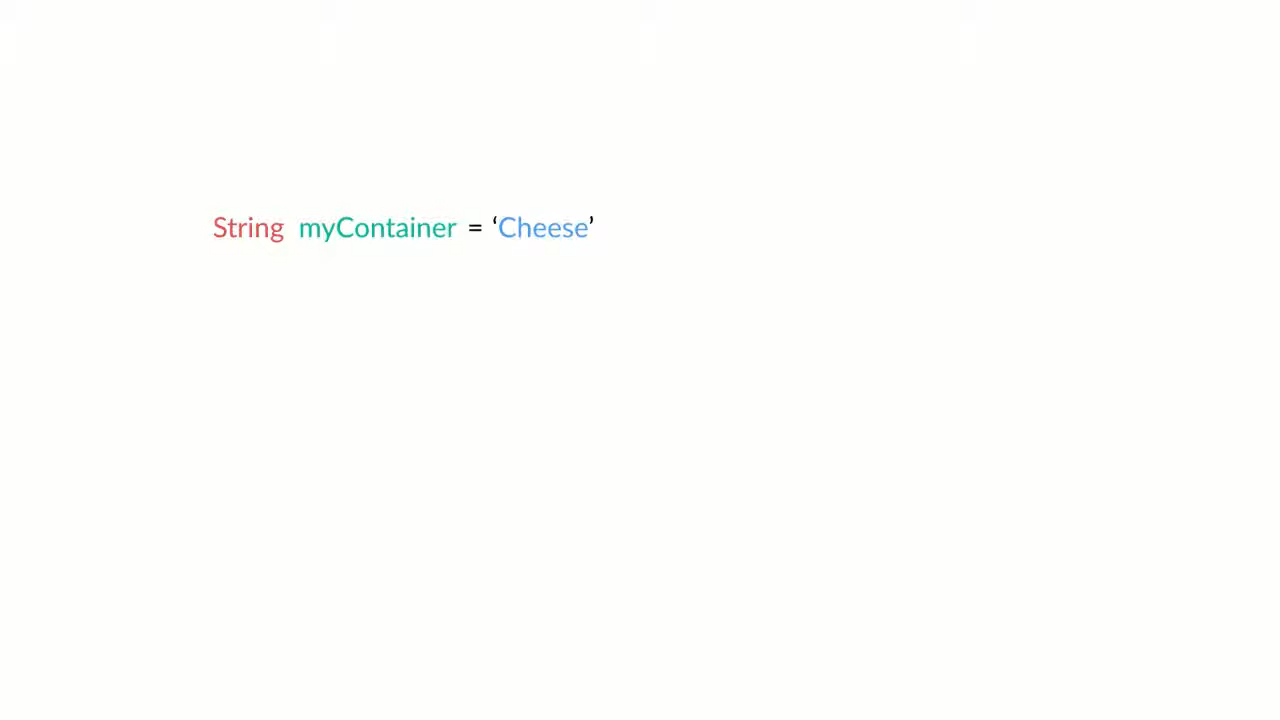 String myContainer = ‘Cheese’